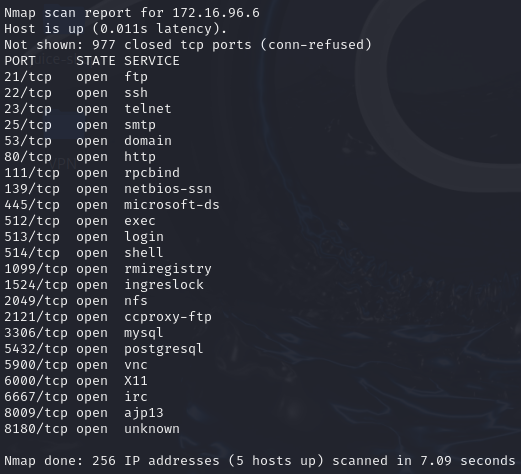 Nmap scan report for 172.16.96.6
Host is up (0.011s latency).
Not shown: 977 closed tcp ports (conn-refused)
PORT     STATE SERVICE
21/tcp   open  ftp
22/tcp   open  ssh
23/tcp   open  telnet
25/tcp   open  smtp
53/tcp   open  domain
80/tcp   open  http
111/tcp  open  rpcbind
139/tcp  open  netbios-ssn
445/tcp  open  microsoft-ds
512/tcp  open  exec
513/tcp  open  login
514/tcp  open  shell
1099/tcp open  rmiregistry
1524/tcp open  ingreslock
2049/tcp open  nfs
2121/tcp open  ccproxy-ftp
3306/tcp open  mysql
5432/tcp open  postgresql
5900/tcp open  vnc
6000/tcp open  X11
6667/tcp open  irc
8009/tcp open  ajp13
8180/tcp open  unknown
Nmap done: 256 IP addresses (5 hosts up) scanned in 7.09 seconds